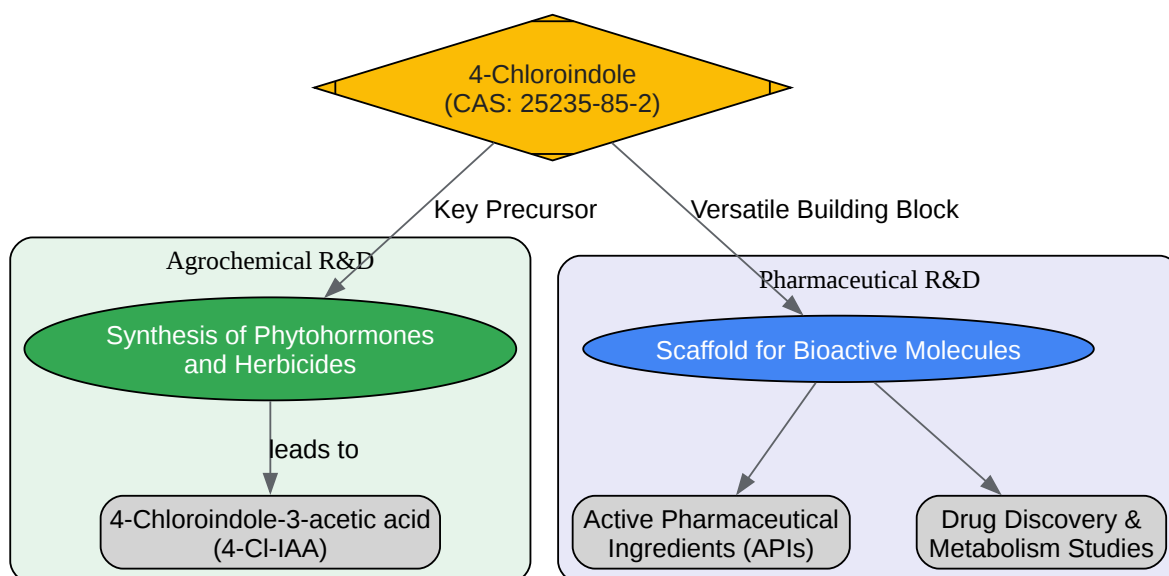 4-Chloroindole
(CAS: 25235-85-2)
Key Precursor
Versatile Building Block
Agrochemical R&D
Pharmaceutical R&D
Synthesis of Phytohormones
and Herbicides
Scaffold for Bioactive Molecules
leads to
4-Chloroindole-3-acetic acid
(4-Cl-IAA)
Active Pharmaceutical
Ingredients (APIs)
Drug Discovery &
Metabolism Studies